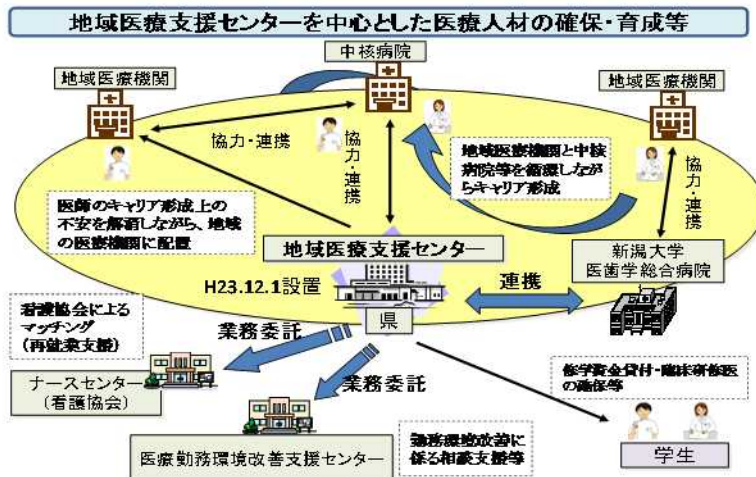 地域医療支援センターを中心とした医療人材の確保・育成等
中核病院
地域医療機関
地域医療機関
協力・連携
協力・連携
協力・連携
地域医療機関と中核
病院等を循環しなが
らキャリア形成
医師のキャリア形成上の
不安を解消しながら、地域
の医療機関に配置
地域医療支援センター
H23.12.1設置
県
連携
新潟大学
医歯学総合病院
看護協会による
マッチング
(再就業支援)
業務委託
ナースセンター
(看護協会)
業務委託
修学資金貸付・臨床研修医
の確保等
医療勤務環境改善支援センター
勤務環境改善に
係る相談支援等
学生